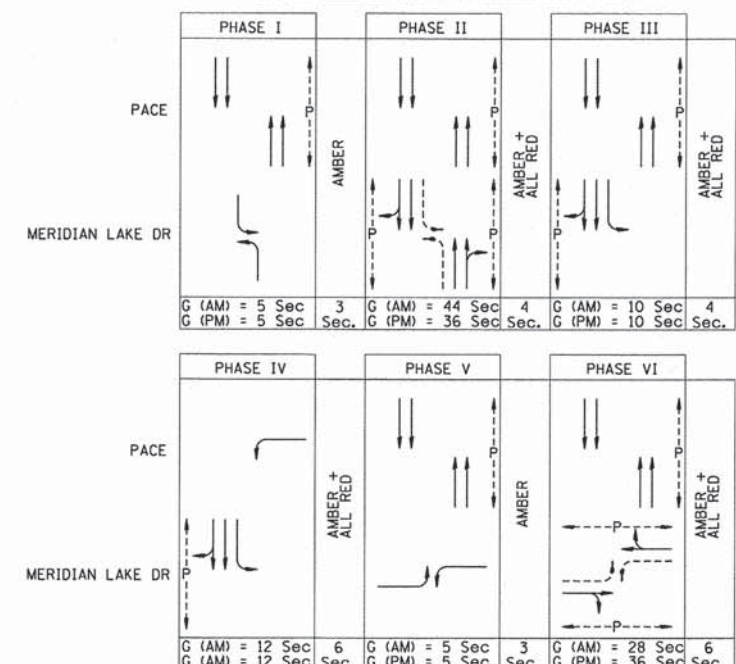 PHASE I PHASE II PHASE III
PACE
P P P
AMBER
AMBER + ALL RED
AMBER + ALL RED
MERIDIAN LAKE DR
P P P
G (AM) = 5 Sec 3 G (AM) = 44 Sec 4 G (AM) = 10 Sec 4
G (PM) = 5 Sec Sec. G (PM) = 36 Sec Sec. G (PM) = 10 Sec Sec.
PHASE IV PHASE V PHASE VI
PACE
P
AMBER + ALL RED
AMBER
AMBER + ALL RED
P
MERIDIAN LAKE DR
P
P
G (AM) = 12 Sec 6 G (AM) = 5 Sec 3 G (AM) = 28 Sec 6
G (AM) = 12 Sec Sec. G (PM) = 5 Sec Sec. G (PM) = 36 Sec Sec.